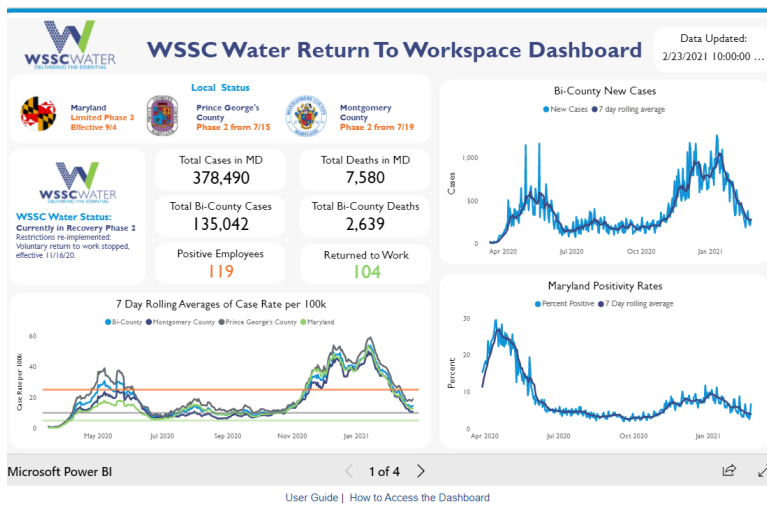 WSSCWATER
DELIVERING THE ESSENTIAL
WSSC Water Return To Workspace Dashboard
Data Updated:
2/23/2021 10:00:00 ...
Local Status
Maryland
Limited Phase 3
Effective 9/4
Prince George's
County
Phase 2 from 7/15
Montgomery
County
Phase 2 from 7/19
WSSCWATER
DELIVERING THE ESSENTIAL
WSSC Water Status:
Currently in Recovery Phase 2
Restrictions re-implemented:
Voluntary return to work stopped,
effective 11/16/20.
Total Cases in MD
378,490
Total Deaths in MD
7,580
Total Bi-County Cases
135,042
Total Bi-County Deaths
2,639
Positive Employees
119
Returned to Work
104
Bi-County New Cases
New Cases 7 day rolling average
Cases
1,000
500
0
Apr 2020 Jul 2020 Oct 2020 Jan 2021
7 Day Rolling Averages of Case Rate per 100k
Bi-County Montgomery County Prince George's County Maryland
Case Rate per 100k
60
40
20
0
May 2020 Jul 2020 Sep 2020 Nov 2020 Jan 2021
Maryland Positivity Rates
Percent Positive 7 Day rolling average
Percent
30
20
10
0
Apr 2020 Jul 2020 Oct 2020 Jan 2021
Microsoft Power BI
1 of 4
User Guide | How to Access the Dashboard